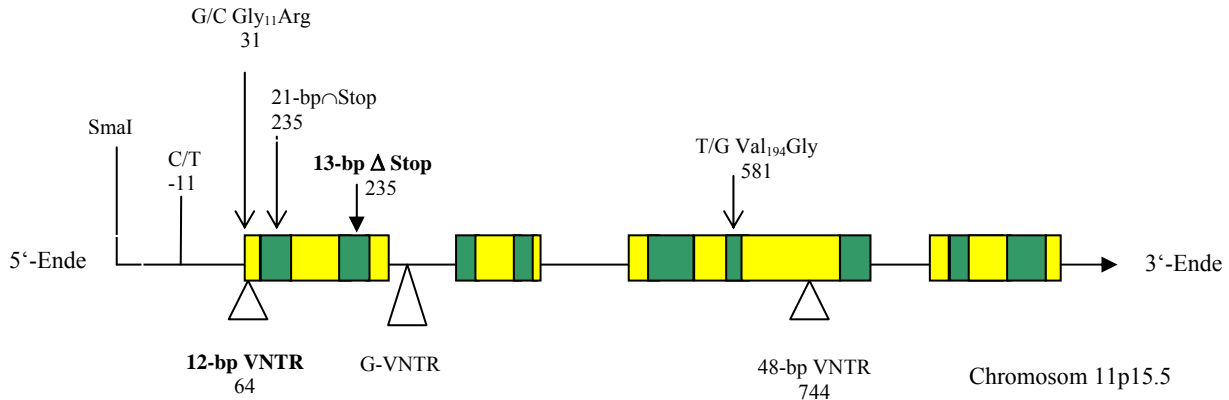 G/C Gly₁₁Arg
31
21-bp∩Stop
235
SmaI
C/T
-11
13-bp Δ Stop
235
T/G Val₁₉₄Gly
581
5‘-Ende
3‘-Ende
12-bp VNTR
64
G-VNTR
48-bp VNTR
744
Chromosom 11p15.5